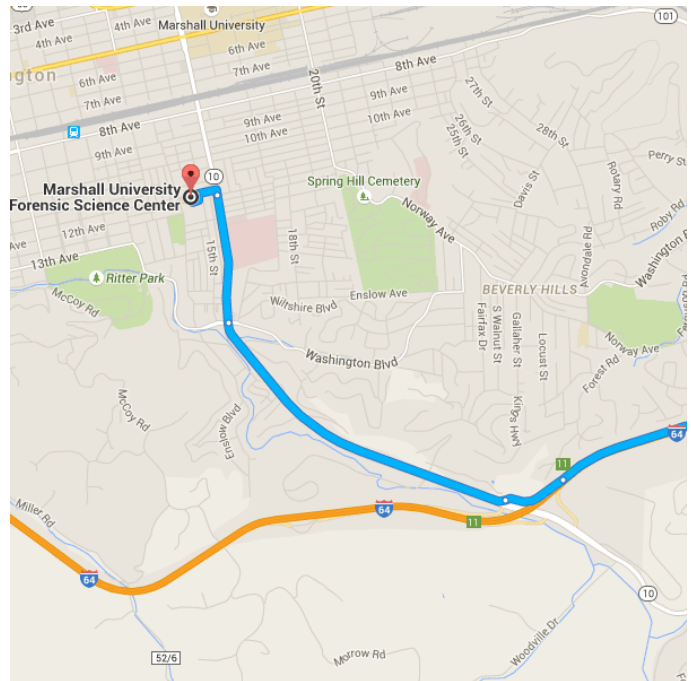 101
3rd Ave
Marshall University
4th Ave
5th Ave
6th Ave
6th Ave
ngton
7th Ave
7th Ave
8th Ave
20th St
27th St
9th Ave
26th St
9th Ave
10th Ave
25th St
28th St
8th Ave
10th Ave
9th Ave
Perry St
10
Marshall University
Forensic Science Center
Spring Hill Cemetery
Davis St
Rotary Rd
Norway Ave
Roby Rd
12th Ave
15th St
18th St
13th Ave
Avondale Rd
Washington B
Ritter Park
McCoy Rd
Enslow Ave
BEVERLY HILLS
Wiltshire Blvd
S Walnut St
Fairfax Dr
Gallaher St
Locust St
Norway Ave
Washington Blvd
Forest Rd
McCoy Rd
Enslow Blvd
Kings Hwy
64
11
Miller Rd
64
11
64
10
Woodville Dr
52/6
Morrow Rd